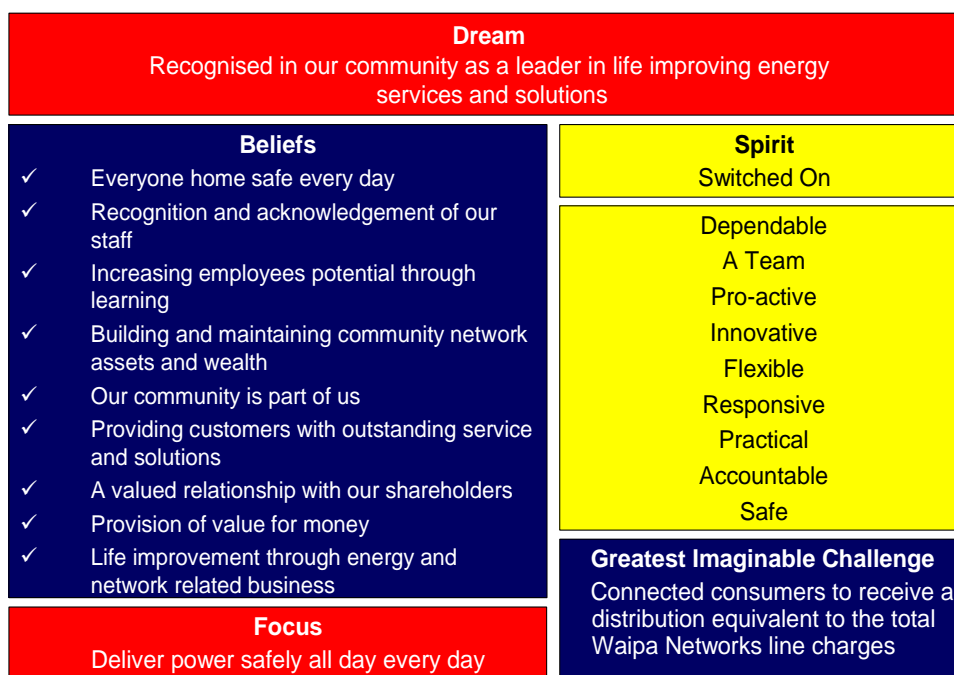 Dream
Recognised in our community as a leader in life improving energy
services and solutions
Beliefs
✓ Everyone home safe every day
✓ Recognition and acknowledgement of our
staff
✓ Increasing employees potential through
learning
✓ Building and maintaining community network
assets and wealth
✓ Our community is part of us
✓ Providing customers with outstanding service
and solutions
✓ A valued relationship with our shareholders
✓ Provision of value for money
✓ Life improvement through energy and
network related business
Focus
Deliver power safely all day every day
Spirit
Switched On
Dependable
A Team
Pro-active
Innovative
Flexible
Responsive
Practical
Accountable
Safe
Greatest Imaginable Challenge
Connected consumers to receive a
distribution equivalent to the total
Waipa Networks line charges